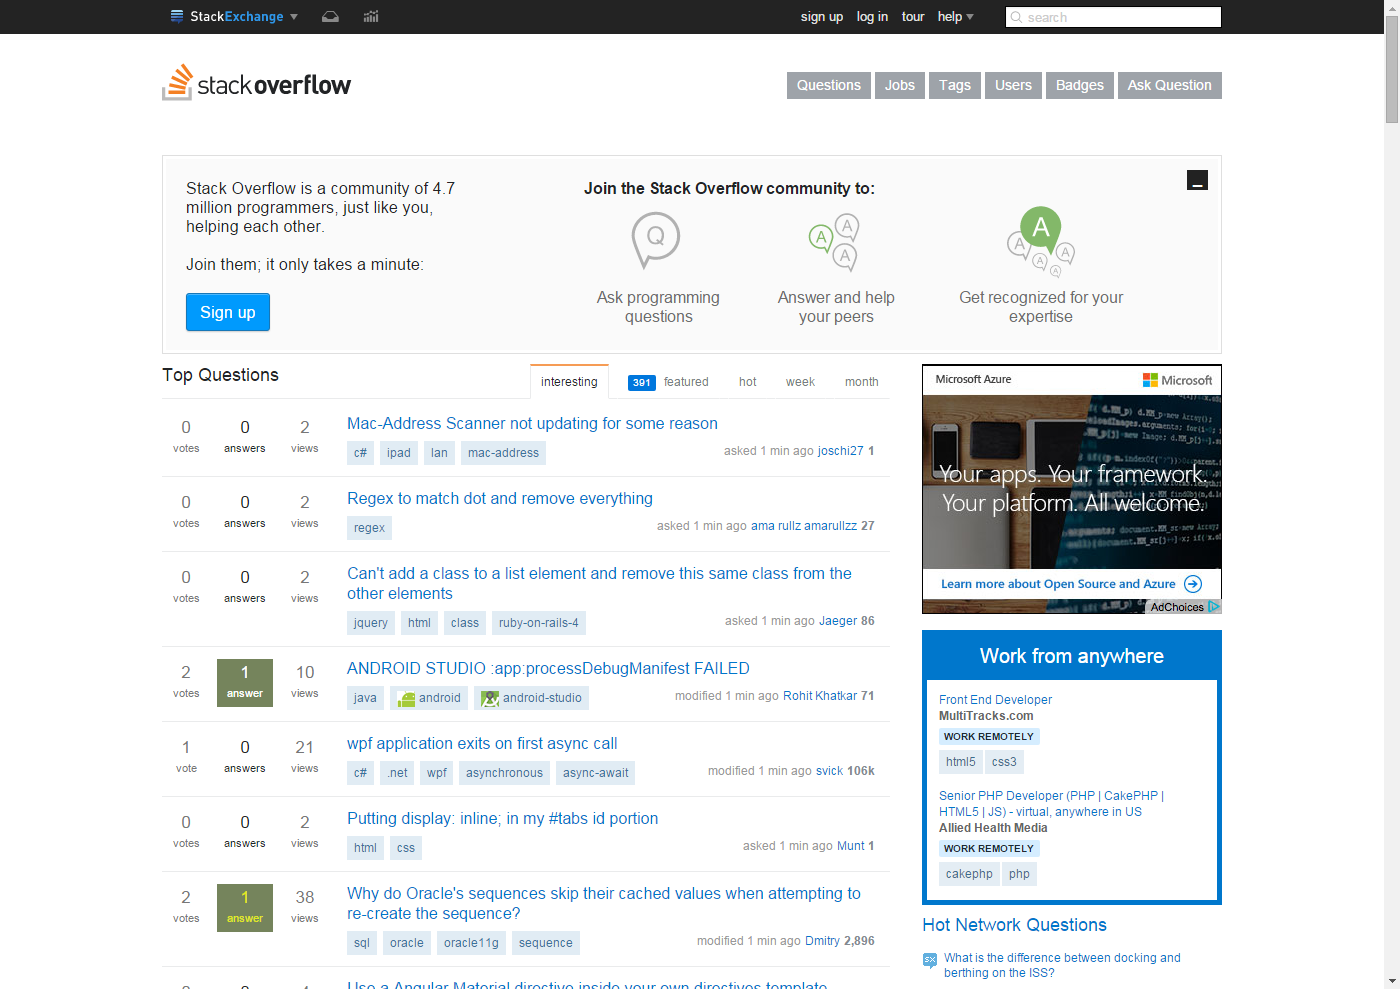 StackExchange
sign up log in tour help
search
stackoverflow
Questions Jobs Tags Users Badges Ask Question
Stack Overflow is a community of 4.7
million programmers, just like you,
helping each other.
Join them; it only takes a minute:
Sign up
Join the Stack Overflow community to:
Q
Ask programming
questions
A
A
A
Answer and help
your peers
A
A
A
A
A
Get recognized for your
expertise
Top Questions
interesting 391 featured hot week month
0 votes 0 answers 2 views
Mac-Address Scanner not updating for some reason
c# ipad lan mac-address
asked 1 min ago joschi27 1
0 votes 0 answers 2 views
Regex to match dot and remove everything
regex
asked 1 min ago ama rullz amarullzz 27
0 votes 0 answers 2 views
Can't add a class to a list element and remove this same class from the
other elements
jquery html class ruby-on-rails-4
asked 1 min ago Jaeger 86
2 votes 1 answer 10 views
ANDROID STUDIO :app:processDebugManifest FAILED
java android android-studio
modified 1 min ago Rohit Khatkar 71
1 vote 0 answers 21 views
wpf application exits on first async call
c# .net wpf asynchronous async-await
modified 1 min ago svick 106k
0 votes 0 answers 2 views
Putting display: inline; in my #tabs id portion
html css
asked 1 min ago Munt 1
2 votes 1 answer 38 views
Why do Oracle's sequences skip their cached values when attempting to
re-create the sequence?
sql oracle oracle11g sequence
modified 1 min ago Dmitry 2,896
Use a Angular Material directive inside your own directives template
Microsoft Azure Microsoft
Your apps. Your framework.
Your platform. All welcome.
Learn more about Open Source and Azure
AdChoices
Work from anywhere
Front End Developer
MultiTracks.com
WORK REMOTELY
html5 css3
Senior PHP Developer (PHP | CakePHP |
HTML5 | JS) - virtual, anywhere in US
Allied Health Media
WORK REMOTELY
cakephp php
Hot Network Questions
What is the difference between docking and
berthing on the ISS?